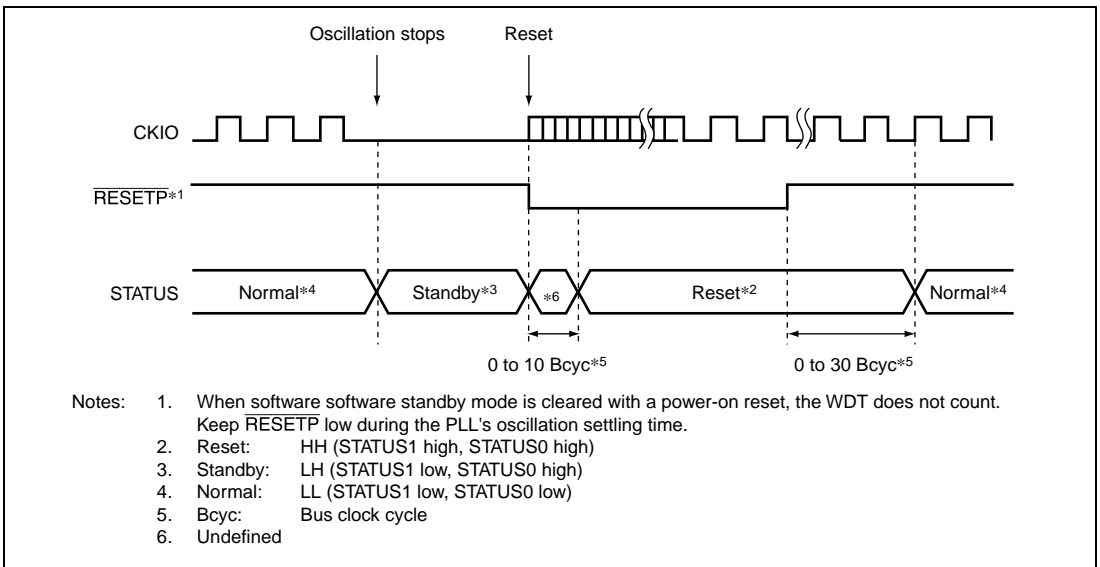 Oscillation stops Reset
CKIO
RESETP*1
STATUS Normal*4 Standby*3 *6 Reset*2 Normal*4
0 to 10 Bcyc*5 0 to 30 Bcyc*5
Notes: 1. When software software standby mode is cleared with a power-on reset, the WDT does not count.
Keep RESETP low during the PLL's oscillation settling time.
2. Reset: HH (STATUS1 high, STATUS0 high)
3. Standby: LH (STATUS1 low, STATUS0 high)
4. Normal: LL (STATUS1 low, STATUS0 low)
5. Bcyc: Bus clock cycle
6. Undefined